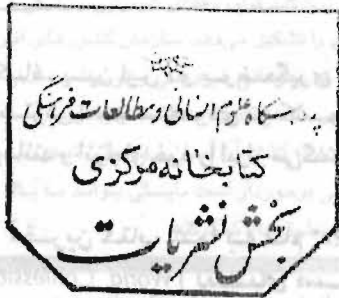 پژوهشگاه علوم انسانی و مطالعات فرهنگی
کتابخانه مرکزی
بخش نشریات